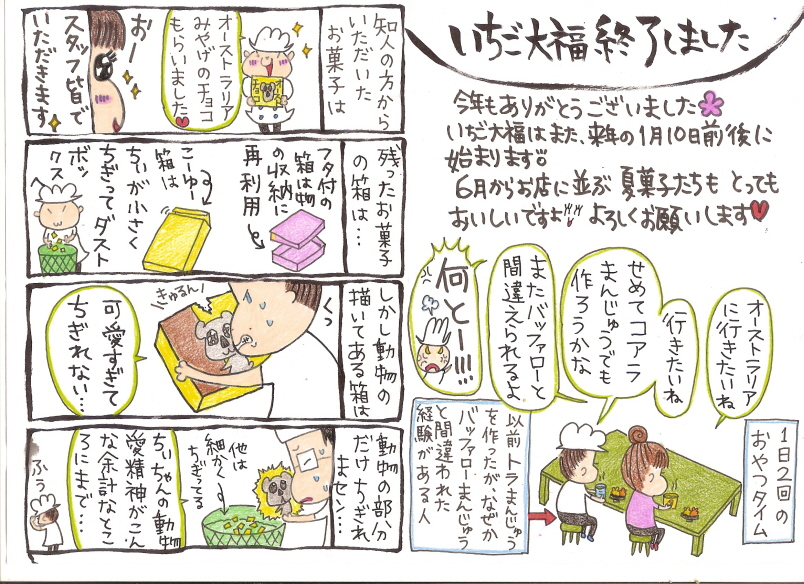 いちご大福終了しました
今年もありがとうございました
いちご大福はまた、来年の1月10日前後に
始まります。
6月からお店に並ぶ夏菓子たちもとっても
おいしいですよ!! よろしくお願いします
1日2回の
おやつタイム
オーストラリア
に行きたいね
行きたいね
せめてコアラ
まんじゅうでも
作ろうかな
またバッファローと
間違えられるよ
何とー!!!
以前トラまんじゅう
を作ったが、なぜか
バッファローまんじゅう
と間違われた
経験がある人
知人の方から
いただいた
お菓子は
オーストラリア
みやげのチョコ
もらいました
おー
スタッフ皆で
いただきます
残ったお菓子
の箱は…
フタ付の
箱は物
の収納に
再利用
こーゆー
箱は
ちぃが小さく
ちぎってダスト
ボックスへ
しかし動物の
描いてある箱は
くっ
きゅるん
可愛すぎて
ちぎれない…
動物の部分
だけちぎれ
ませン…
他は
細かく
ちぎってる
ちぃちゃんの動物
愛精神がこん
な余計なとこ
ろにまで…
ふぅ